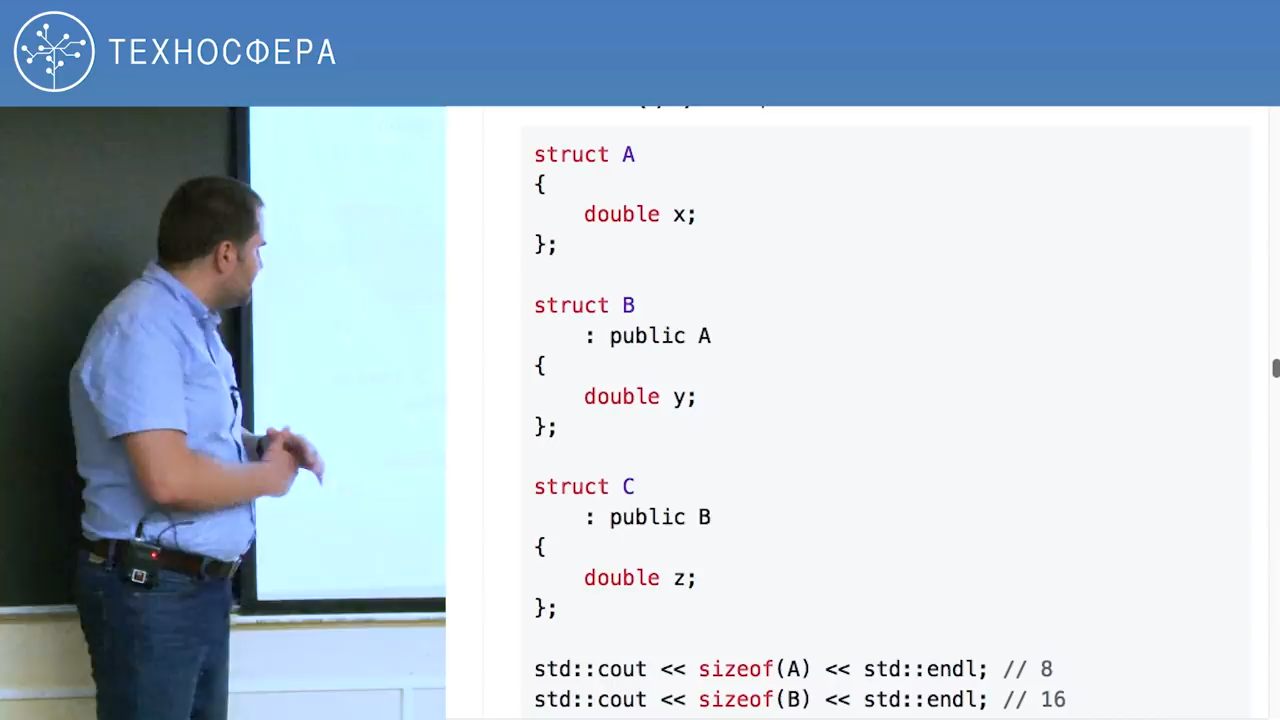 ТЕХНОСФЕРА
struct A
{
    double x;
};
struct B
    : public A
{
    double y;
};
struct C
    : public B
{
    double z;
};
std::cout << sizeof(A) << std::endl; // 8
std::cout << sizeof(B) << std::endl; // 16